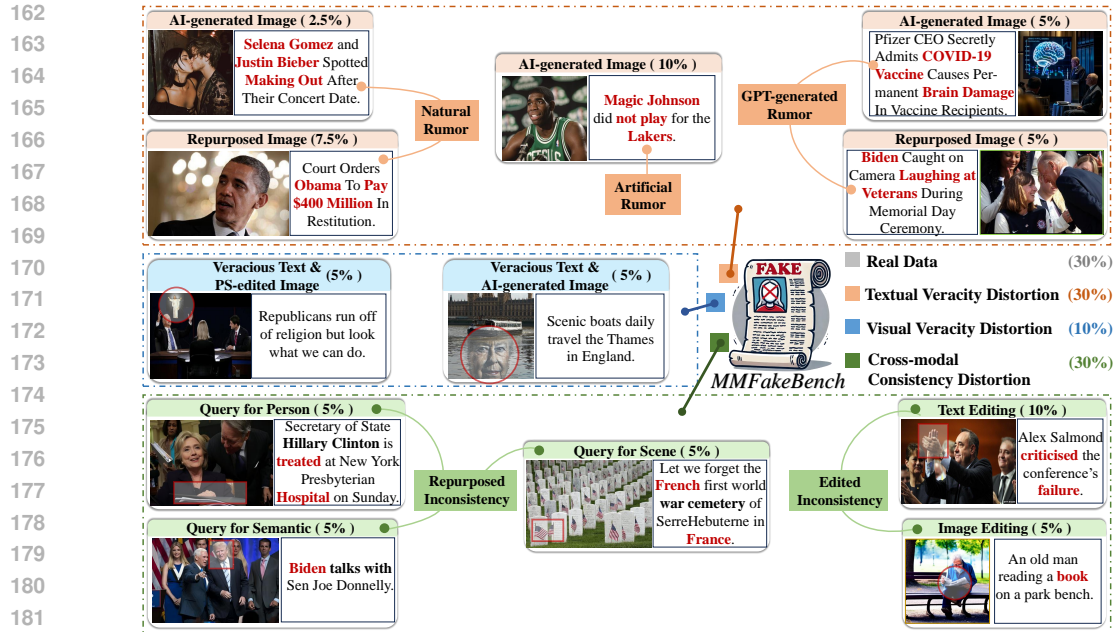 162
163
164
165
166
167
168
169
170
171
172
173
174
175
176
177
178
179
180
181
AI-generated Image ( 2.5% )
Selena Gomez and
Justin Bieber Spotted
Making Out After
Their Concert Date.
Natural
Rumor
Repurposed Image (7.5% )
Court Orders
Obama To Pay
$400 Million In
Restitution.
AI-generated Image ( 10% )
Magic Johnson
did not play for the
Lakers.
Artificial
Rumor
GPT-generated
Rumor
AI-generated Image ( 5% )
Pfizer CEO Secretly
Admits COVID-19
Vaccine Causes Per-
manent Brain Damage
In Vaccine Recipients.
Repurposed Image ( 5% )
Biden Caught on
Camera Laughing at
Veterans During
Memorial Day
Ceremony.
Veracious Text &
PS-edited Image
(5% )
Republicans run off
of religion but look
what we can do.
Veracious Text &
AI-generated Image
( 5% )
Scenic boats daily
travel the Thames
in England.
FAKE
MMFakeBench
Real Data (30%)
Textual Veracity Distortion (30%)
Visual Veracity Distortion (10%)
Cross-modal
Consistency Distortion
(30%)
Query for Person ( 5% )
Secretary of State
Hillary Clinton is
treated at New York
Presbyterian
Hospital on Sunday.
Repurposed
Inconsistency
Query for Semantic ( 5% )
Biden talks with
Sen Joe Donnelly.
Query for Scene ( 5% )
Let we forget the
French first world
war cemetery of
SerreHebuterne in
France.
Edited
Inconsistency
Text Editing ( 10% )
Alex Salmond
criticised the
conference's
failure.
Image Editing ( 5% )
An old man
reading a book
on a park bench.